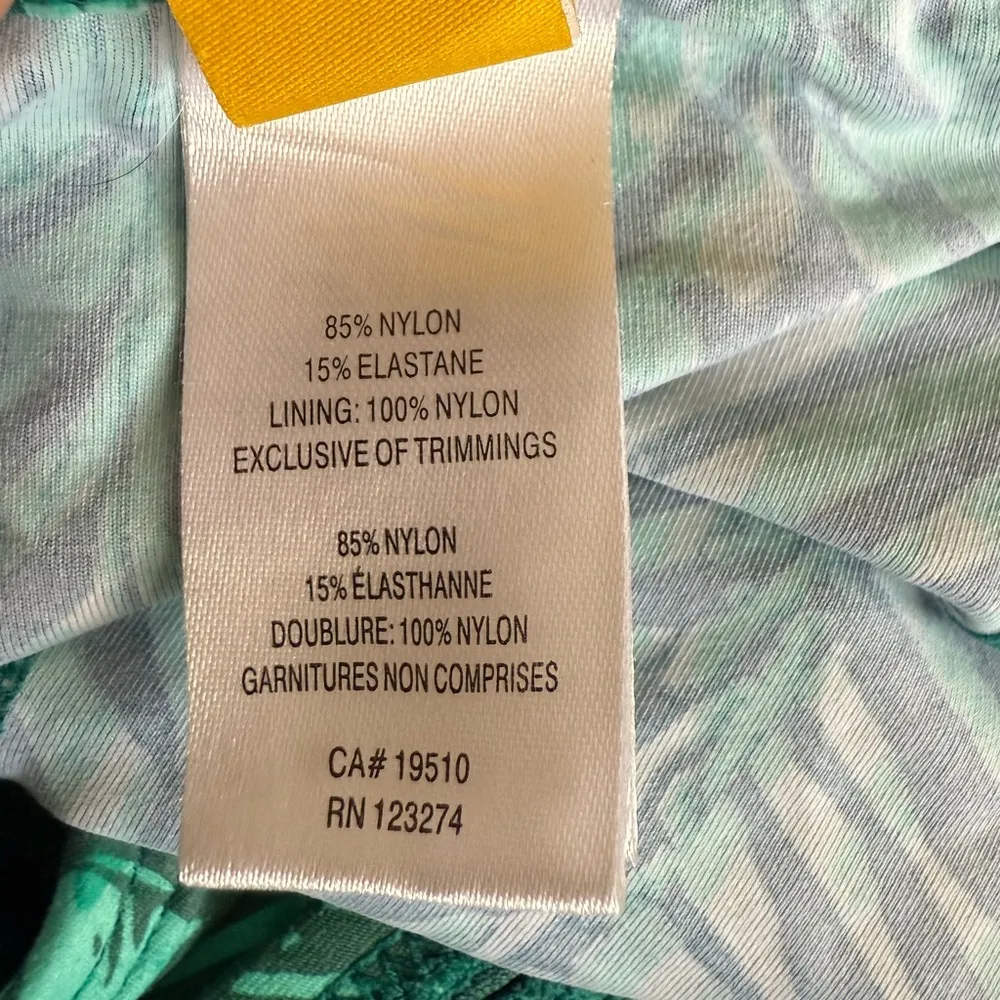 85% NYLON
15% ELASTANE
LINING: 100% NYLON
EXCLUSIVE OF TRIMMINGS
85% NYLON
15% ÉLASTHANNE
DOUBLURE: 100% NYLON
GARNITURES NON COMPRISES
CA# 19510
RN 123274